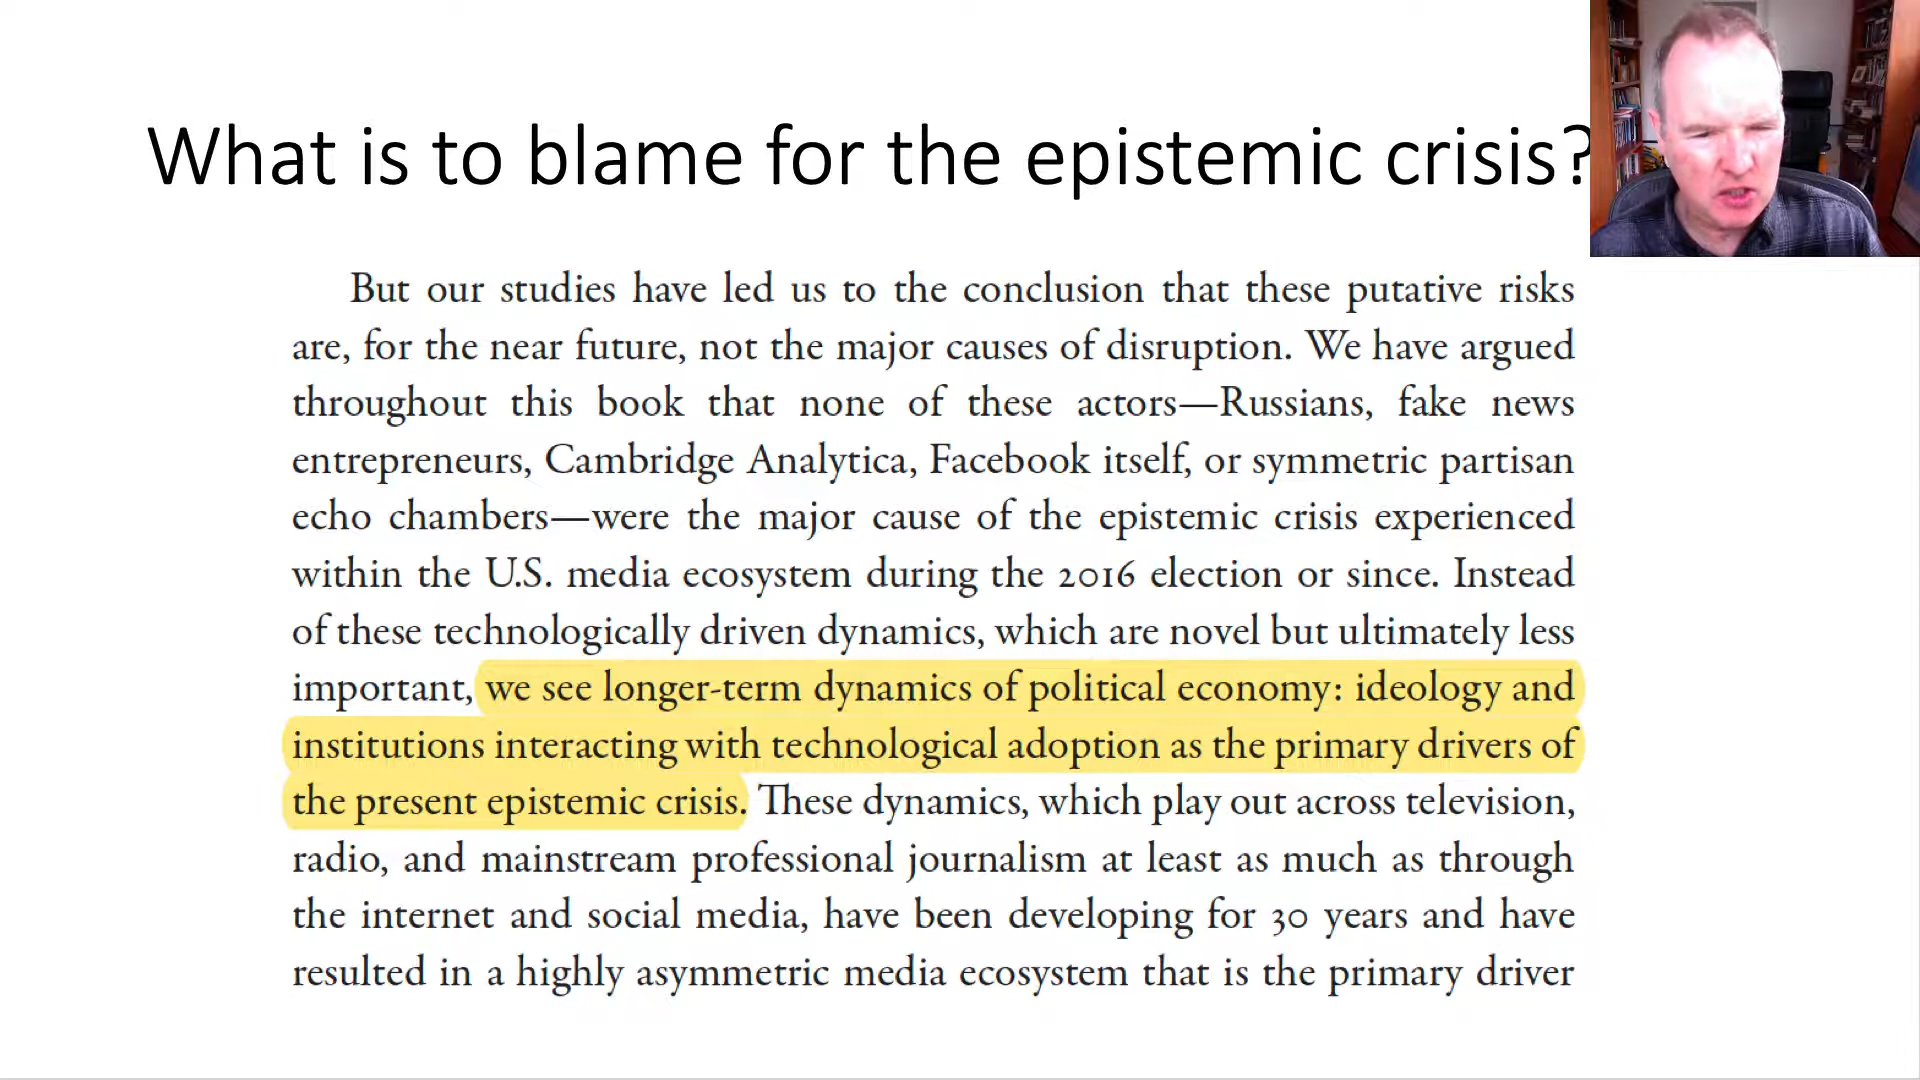 What is to blame for the epistemic crisis?
But our studies have led us to the conclusion that these putative risks
are, for the near future, not the major causes of disruption. We have argued
throughout this book that none of these actors—Russians, fake news
entrepreneurs, Cambridge Analytica, Facebook itself, or symmetric partisan
echo chambers—were the major cause of the epistemic crisis experienced
within the U.S. media ecosystem during the 2016 election or since. Instead
of these technologically driven dynamics, which are novel but ultimately less
important, we see longer-term dynamics of political economy: ideology and
institutions interacting with technological adoption as the primary drivers of
the present epistemic crisis. These dynamics, which play out across television,
radio, and mainstream professional journalism at least as much as through
the internet and social media, have been developing for 30 years and have
resulted in a highly asymmetric media ecosystem that is the primary driver